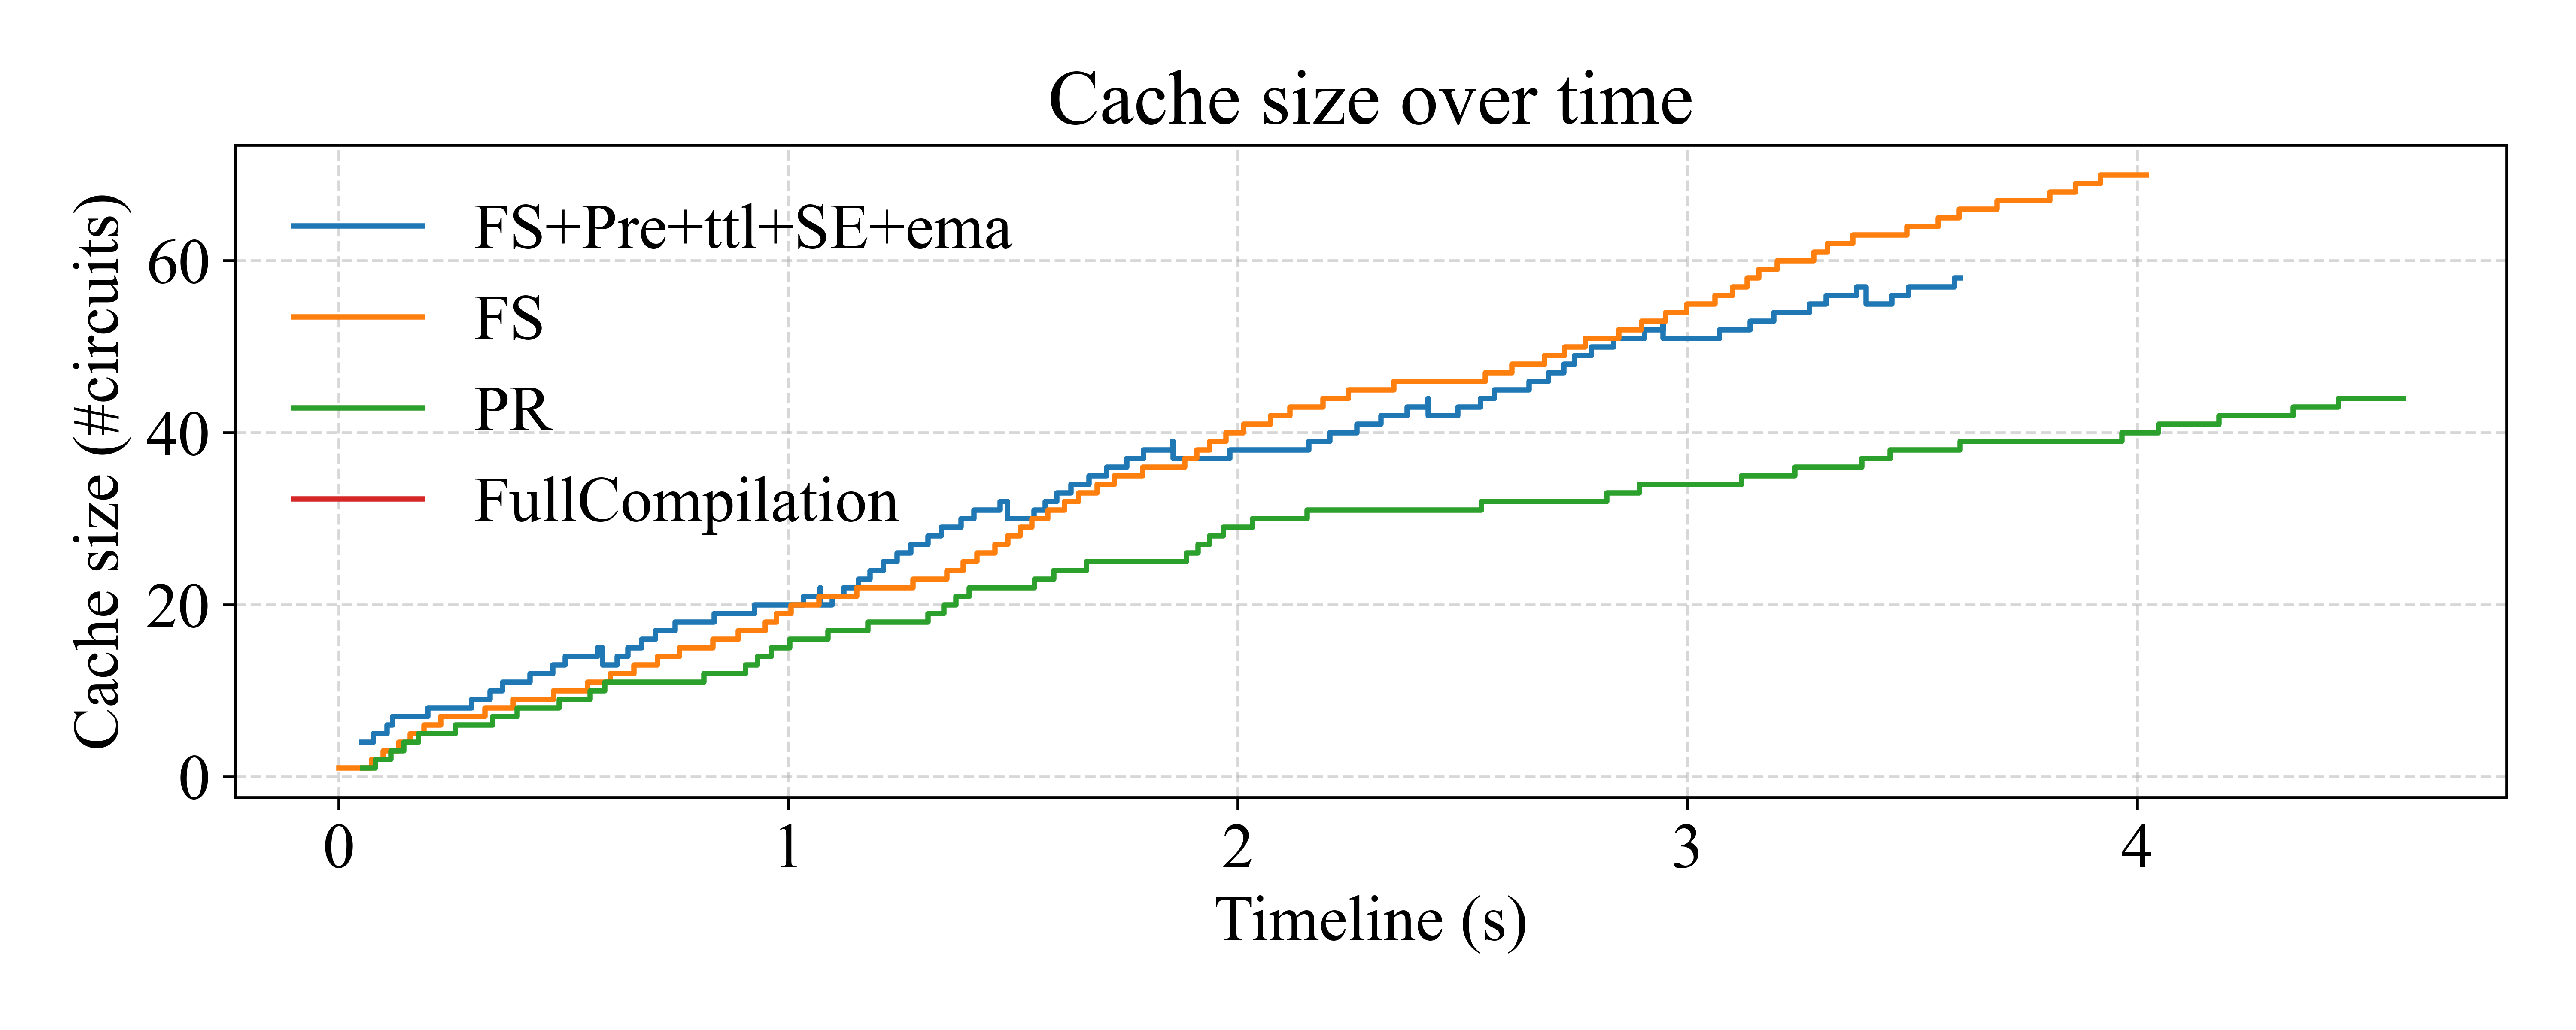 Cache size over time
Cache size (#circuits)
60
40
20
0
FS+Pre+ttl+SE+ema
FS
PR
FullCompilation
0 1 2 3 4
Timeline (s)